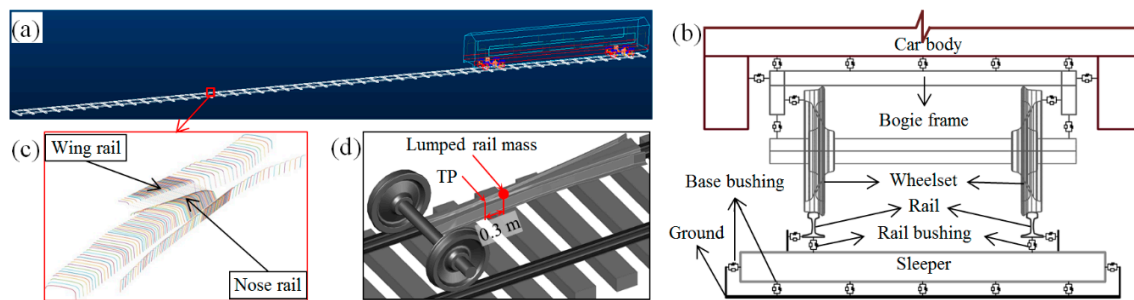 (a)
(b)
Car body
Bogie frame
Base bushing
Wheelset
Rail
Ground
Rail bushing
Sleeper
(c)
Wing rail
Nose rail
(d)
Lumped rail mass
TP
0.3 m